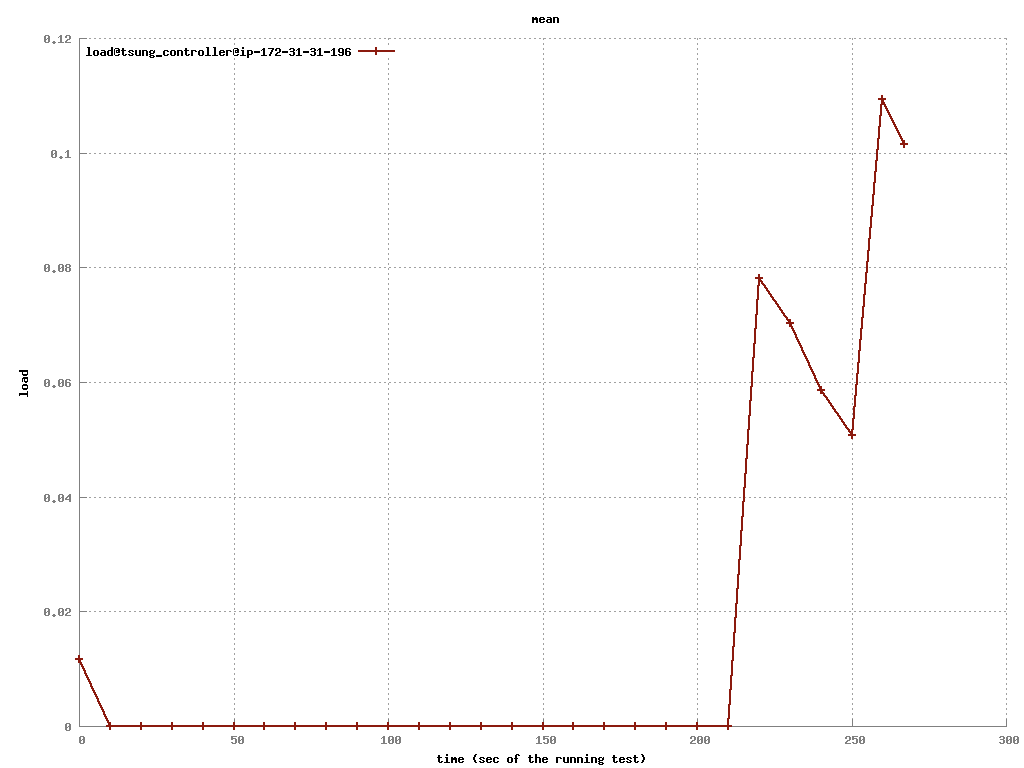 mean
load@tsung_controller@ip-172-31-31-196
0.12
0.1
0.08
0.06
0.04
0.02
0
load
0 50 100 150 200 250 300
time (sec of the running test)